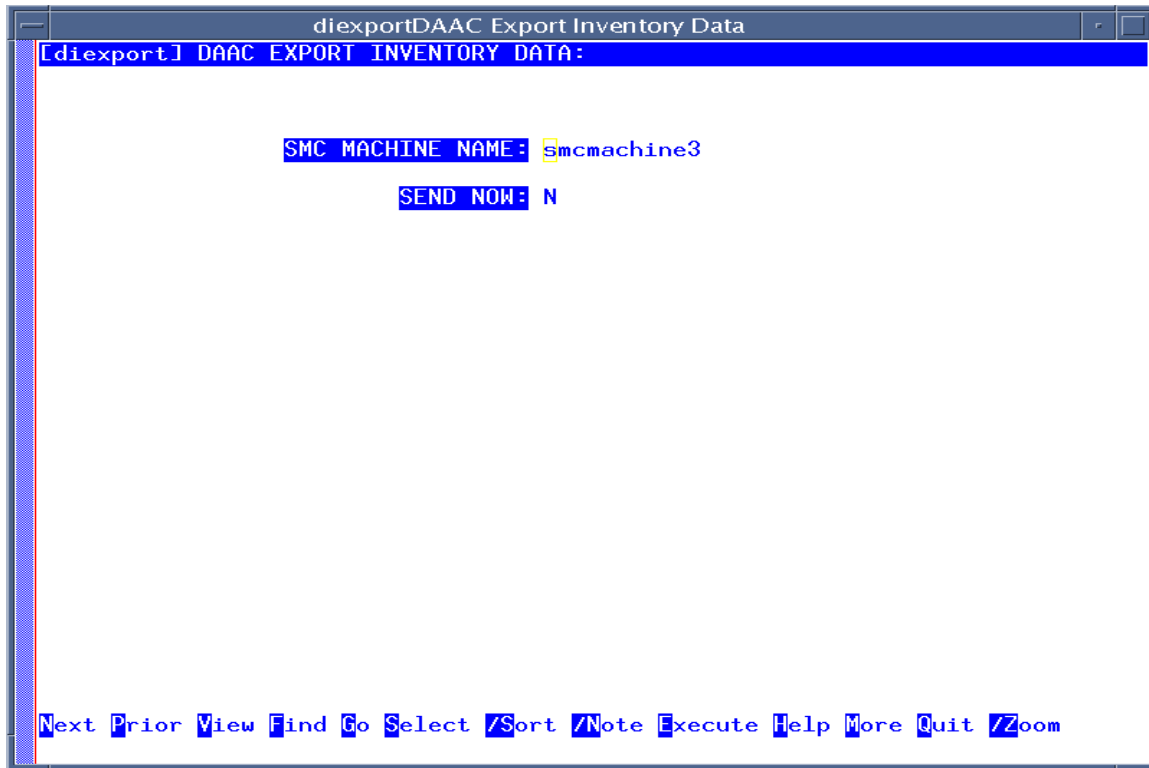 diexportDAAC Export Inventory Data
[diexport] DAAC EXPORT INVENTORY DATA:
SMC MACHINE NAME: smcmachine3
SEND NOW: N
Next Prior View Find Go Select /Sort /Note Execute Help More Quit /Zoom